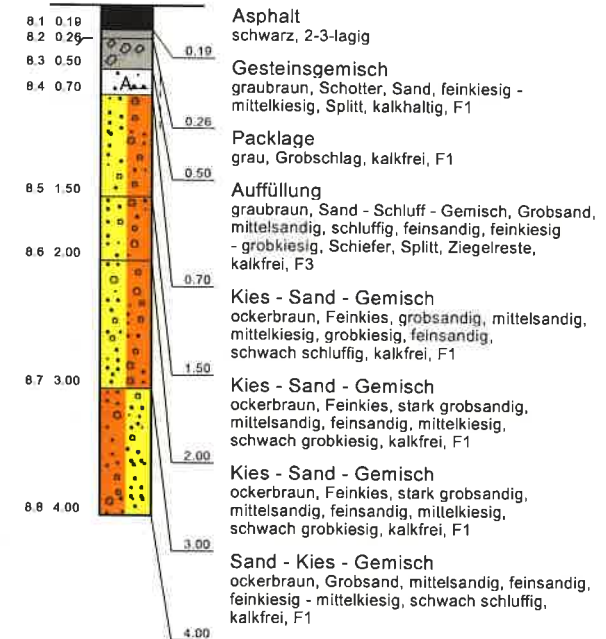 8.1 0.19
8.2 0.26
8.3 0.50
8.4 0.70
8.5 1.50
8.6 2.00
8.7 3.00
8.8 4.00
A
0.19
0.26
0.50
0.70
1.50
2.00
3.00
4.00
Asphalt
schwarz, 2-3-lagig
Gesteinsgemisch
graubraun, Schotter, Sand, feinkiesig -
mittelkiesig, Splitt, kalkhaltig, F1
Packlage
grau, Grobschlag, kalkfrei, F1
Auffüllung
graubraun, Sand - Schluff - Gemisch, Grobsand,
mittelsandig, schluffig, feinsandig, feinkiesig
- grobkiesig, Schiefer, Splitt, Ziegelreste,
kalkfrei, F3
Kies - Sand - Gemisch
ockerbraun, Feinkies, grobsandig, mittelsandig,
mittelkiesig, grobkiesig, feinsandig,
schwach schluffig, kalkfrei, F1
Kies - Sand - Gemisch
ockerbraun, Feinkies, stark grobsandig,
mittelsandig, feinsandig, mittelkiesig,
schwach grobkiesig, kalkfrei, F1
Kies - Sand - Gemisch
ockerbraun, Feinkies, stark grobsandig,
mittelsandig, feinsandig, mittelkiesig,
schwach grobkiesig, kalkfrei, F1
Sand - Kies - Gemisch
ockerbraun, Grobsand, mittelsandig, feinsandig,
feinkiesig - mittelkiesig, schwach schluffig,
kalkfrei, F1